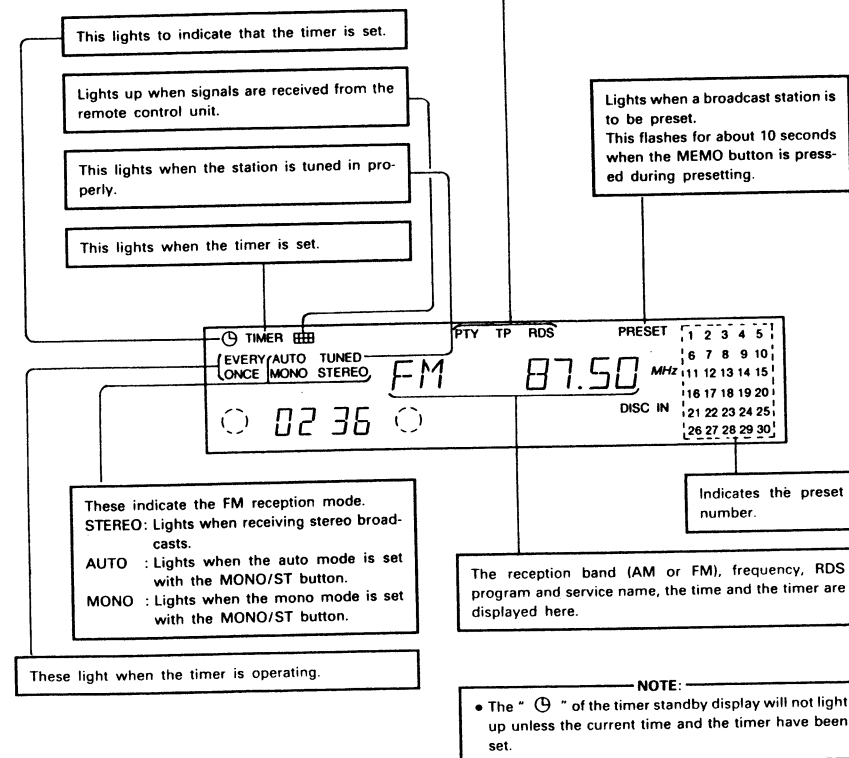 This lights to indicate that the timer is set.
Lights up when signals are received from the
remote control unit.
This lights when the station is tuned in pro-
perly.
This lights when the timer is set.
Lights when a broadcast station is
to be preset.
This flashes for about 10 seconds
when the MEMO button is press-
ed during presetting.
TIMER PTY TP RDS PRESET 1 2 3 4 5
EVERY AUTO TUNED 6 7 8 9 10
ONCE MONO STEREO FM 87.50 MHz 11 12 13 14 15
16 17 18 19 20
02 36 DISC IN 21 22 23 24 25
26 27 28 29 30
These indicate the FM reception mode.
STEREO: Lights when receiving stereo broad-
casts.
AUTO : Lights when the auto mode is set
with the MONO/ST button.
MONO : Lights when the mono mode is set
with the MONO/ST button.
Indicates the preset
number.
The reception band (AM or FM), frequency, RDS
program and service name, the time and the timer are
displayed here.
These light when the timer is operating.
NOTE:
• The " " of the timer standby display will not light
up unless the current time and the timer have been
set.